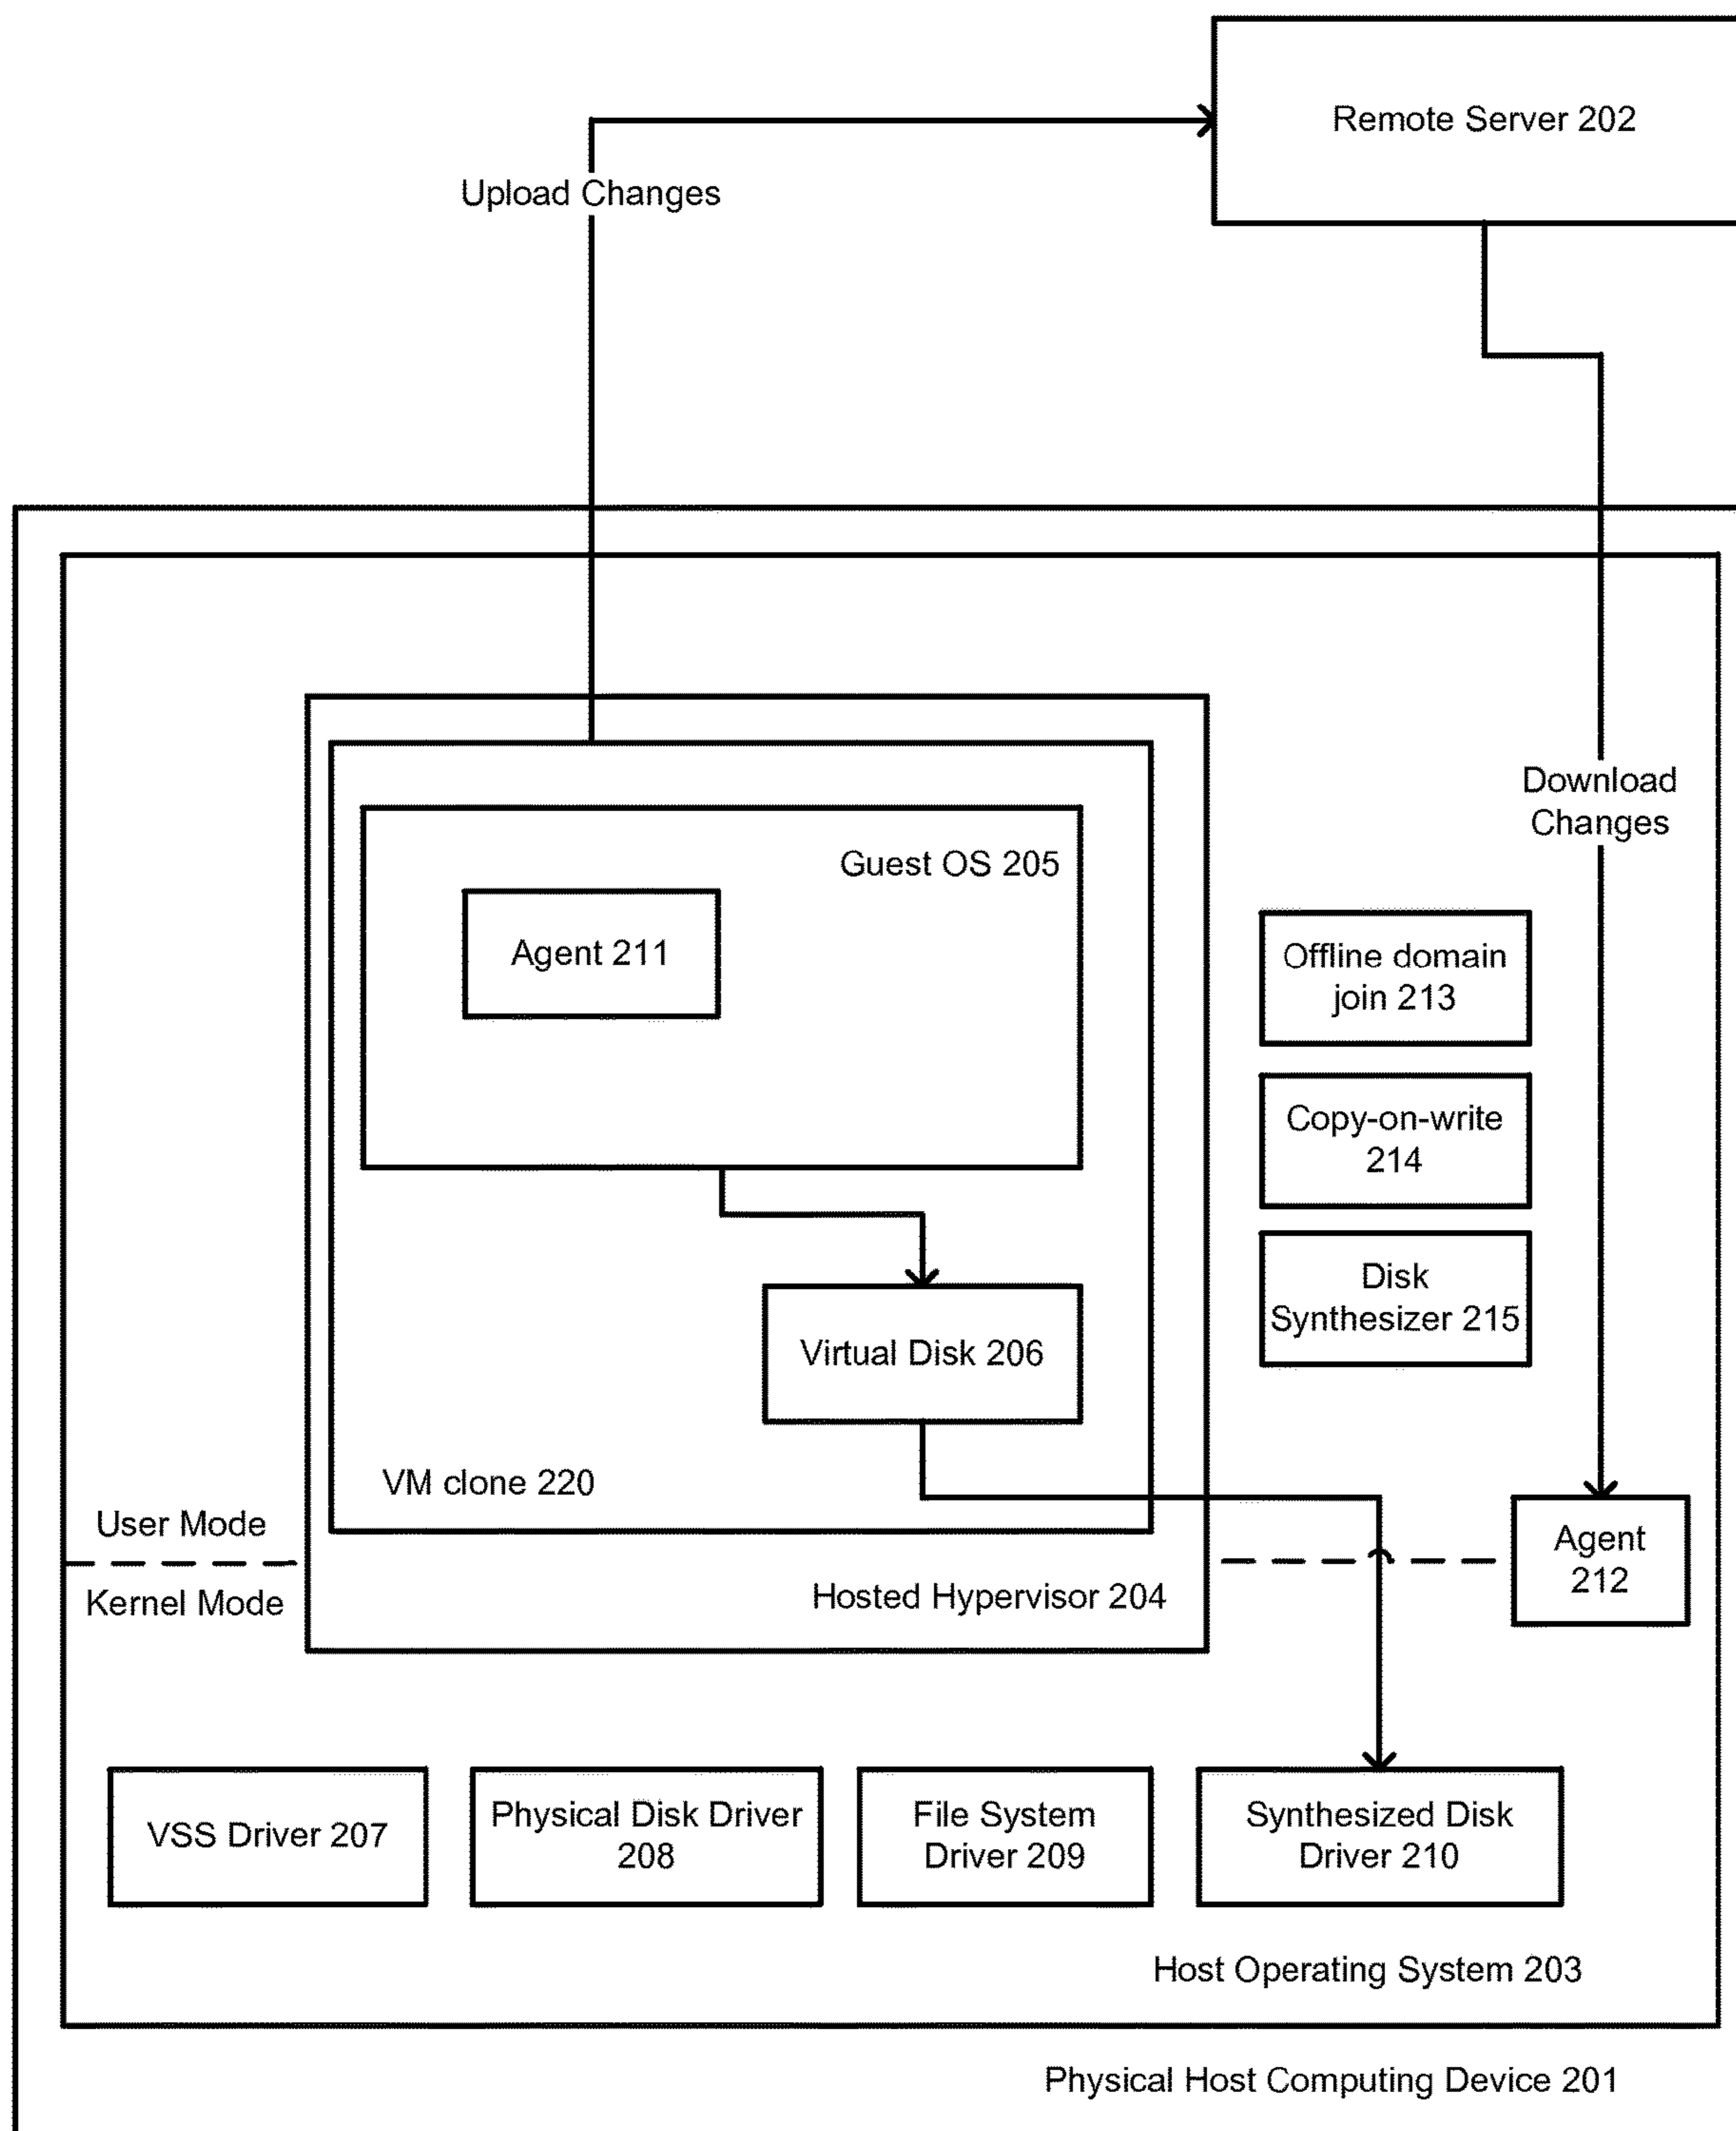 Remote Server 202
Upload Changes
Download
Changes
Guest OS 205
Agent 211
Offline domain
join 213
Copy-on-write
214
Disk
Synthesizer 215
Virtual Disk 206
VM clone 220
User Mode
Kernel Mode
Agent
212
Hosted Hypervisor 204
VSS Driver 207
Physical Disk Driver
208
File System
Driver 209
Synthesized Disk
Driver 210
Host Operating System 203
Physical Host Computing Device 201